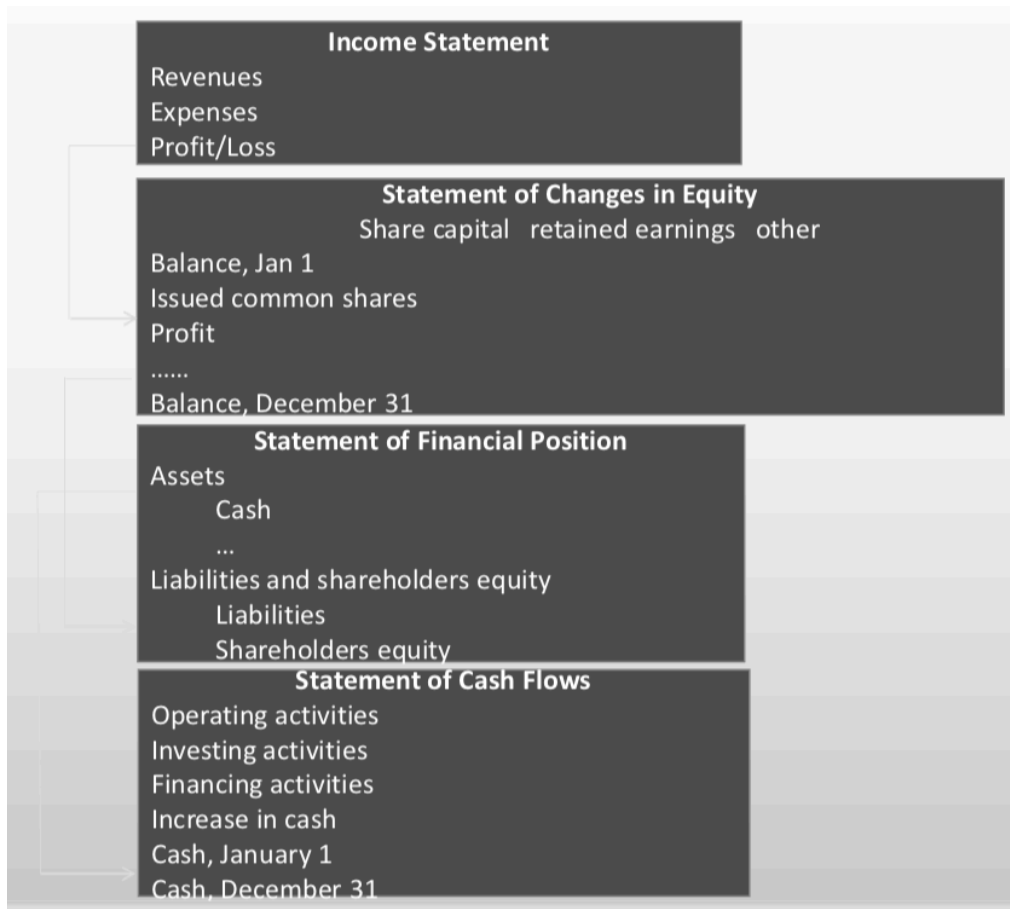 Income Statement
Revenues
Expenses
Profit/Loss
Statement of Changes in Equity
Share capital retained earnings other
Balance, Jan 1
Issued common shares
Profit
......
Balance, December 31
Statement of Financial Position
Assets
Cash
...
Liabilities and shareholders equity
Liabilities
Shareholders equity
Statement of Cash Flows
Operating activities
Investing activities
Financing activities
Increase in cash
Cash, January 1
Cash, December 31